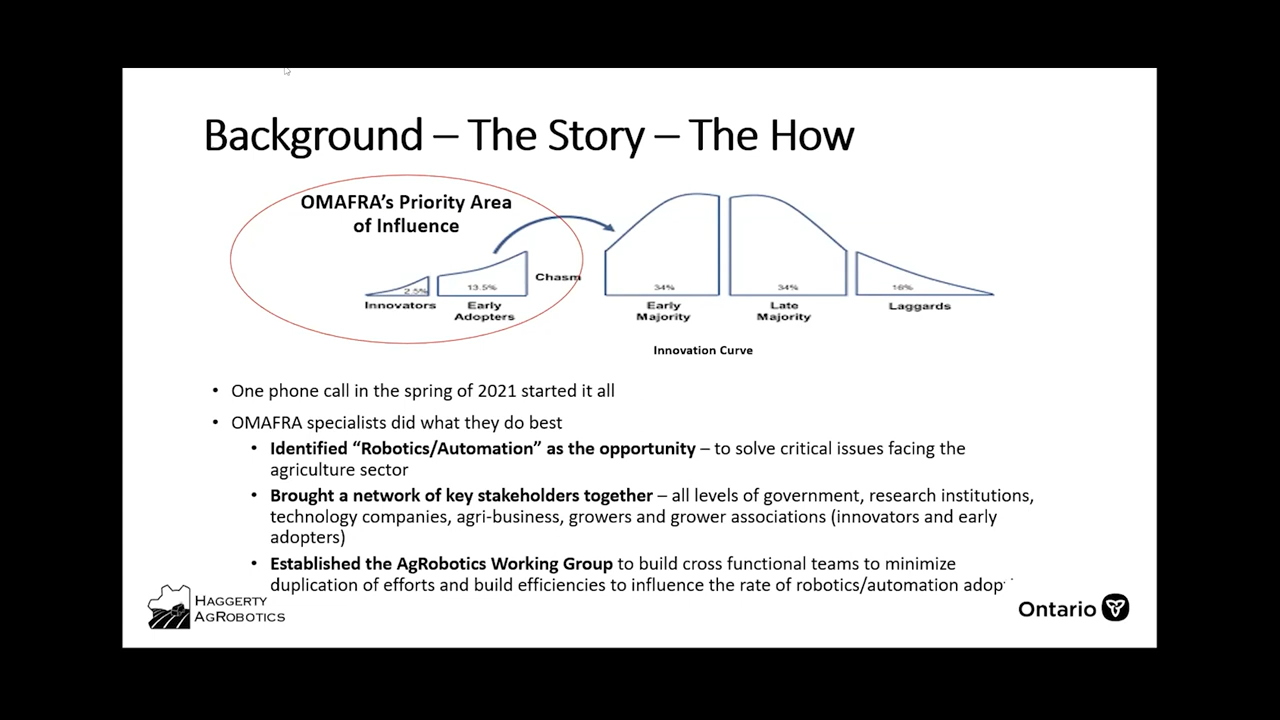 Background – The Story – The How
OMAFRA's Priority Area
of Influence
Chasm
2.5%
13.5%
34%
34%
16%
Innovators
Early
Adopters
Early
Majority
Late
Majority
Laggards
Innovation Curve
• One phone call in the spring of 2021 started it all
• OMAFRA specialists did what they do best
• Identified “Robotics/Automation” as the opportunity – to solve critical issues facing the
agriculture sector
• Brought a network of key stakeholders together – all levels of government, research institutions,
technology companies, agri-business, growers and grower associations (innovators and early
adopters)
• Established the AgRobotics Working Group to build cross functional teams to minimize
duplication of efforts and build efficiencies to influence the rate of robotics/automation adop
HAGGERTY
AGROBOTICS
Ontario